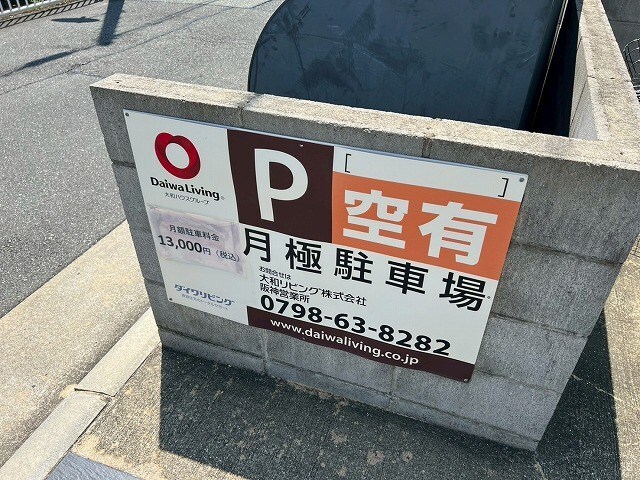 Daiwa Living®
大和ハウスグループ
P
[ ]
空有
月額駐車料金
13,000円(税込)
月極駐車場
お問合せは
大和リビング株式会社
阪神営業所
0798-63-8282
ダイワリビング
www.daiwaliving.co.jp